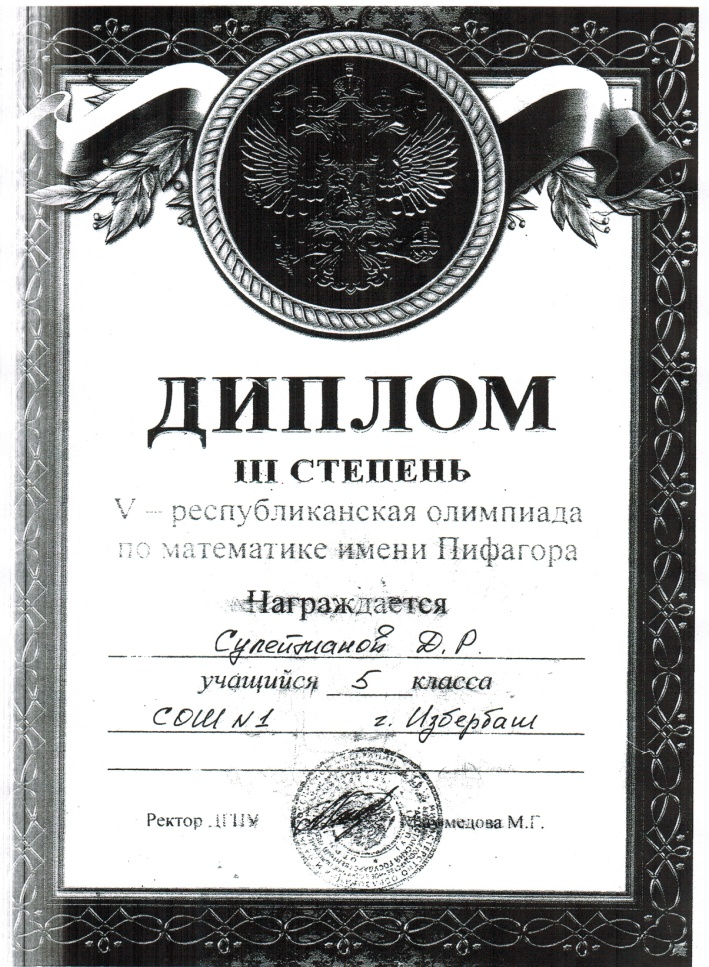 ДИПЛОМ
III СТЕПЕНЬ
V – республиканская олимпиада
по математике имени Пифагора
Награждается
Сулейманов Д.Р.
учащийся 5 класса
СОШ №1 г. Избербаш
Ректор ДГПУ Магомедова М.Г.